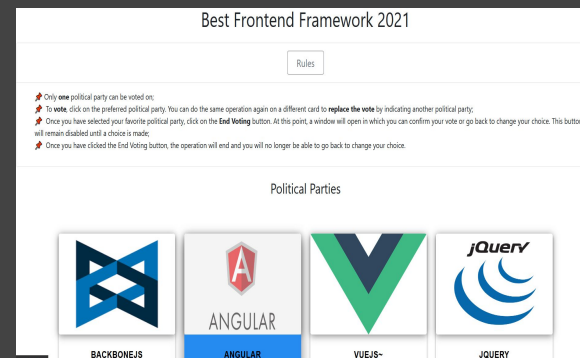 Best Frontend Framework 2021
Rules
📌 Only one political party can be voted on;
📌 To vote, click on the preferred political party. You can do the same operation again on a different card to replace the vote by indicating another political party;
📌 Once you have selected your favorite political party, click on the End Voting button. At this point, a window will open in which you can confirm your vote or go back to change your choice. This button
will remain disabled until a choice is made;
📌 Once you have clicked the End Voting button, the operation will end and you will no longer be able to go back to change your choice.
Political Parties
jQuery
A
ANGULAR
BACKBONEJS ANGULAR VUEJS~ JQUERY